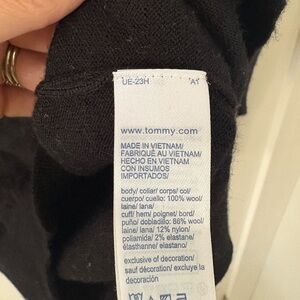 UE-23H AY
www.tommy.com
MADE IN VIETNAM/
FABRIQUÉ AU VIETNAM/
HECHO EN VIETNAM
CON INSUMOS
IMPORTADOS/
body/ collar/ corps/ col/
cuerpo/ cuello: 100% wool/
laine/ lana/
cuff/ hem/ poignet/ bord/
puño/ dobladillo: 86% wool/
laine/ lana/ 12% nylon/
poliamida/ 2% elastane/
élasthanne/ elastano
exclusive of decoration/
sauf décoration/ excluye la
decoración